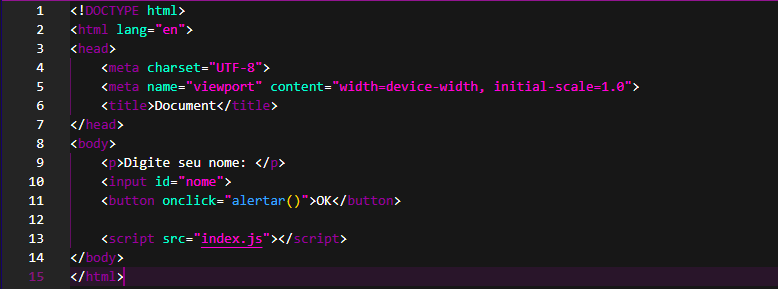 1 <!DOCTYPE html>
2 <html lang="en">
3 <head>
4     <meta charset="UTF-8">
5     <meta name="viewport" content="width=device-width, initial-scale=1.0">
6     <title>Document</title>
7 </head>
8 <body>
9     <p>Digite seu nome: </p>
10     <input id="nome">
11     <button onclick="alertar()">OK</button>
12
13     <script src="index.js"></script>
14 </body>
15 </html>